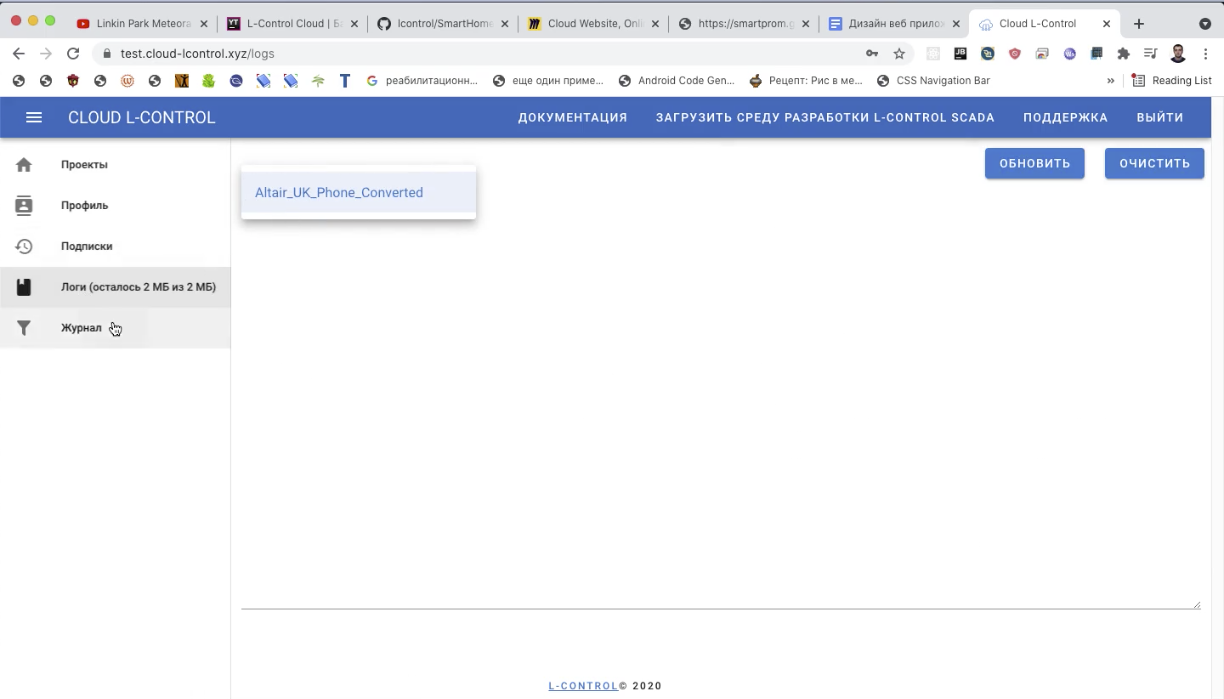 Linkin Park Meteora
L-Control Cloud | Ба
lcontrol/SmartHome
Cloud Website, Onli
https://smartprom.g
Дизайн веб прилож
Cloud L-Control
test.cloud-lcontrol.xyz/logs
реабилитационн...
еще один приме...
Android Code Gen...
Рецепт: Рис в ме...
CSS Navigation Bar
»
Reading List
CLOUD L-CONTROL
ДОКУМЕНТАЦИЯ
ЗАГРУЗИТЬ СРЕДУ РАЗРАБОТКИ L-CONTROL SCADA
ПОДДЕРЖКА
ВЫЙТИ
Проекты
Профиль
Подписки
Логи (осталось 2 МБ из 2 МБ)
Журнал
Altair_UK_Phone_Converted
ОБНОВИТЬ
ОЧИСТИТЬ
L-CONTROL© 2020